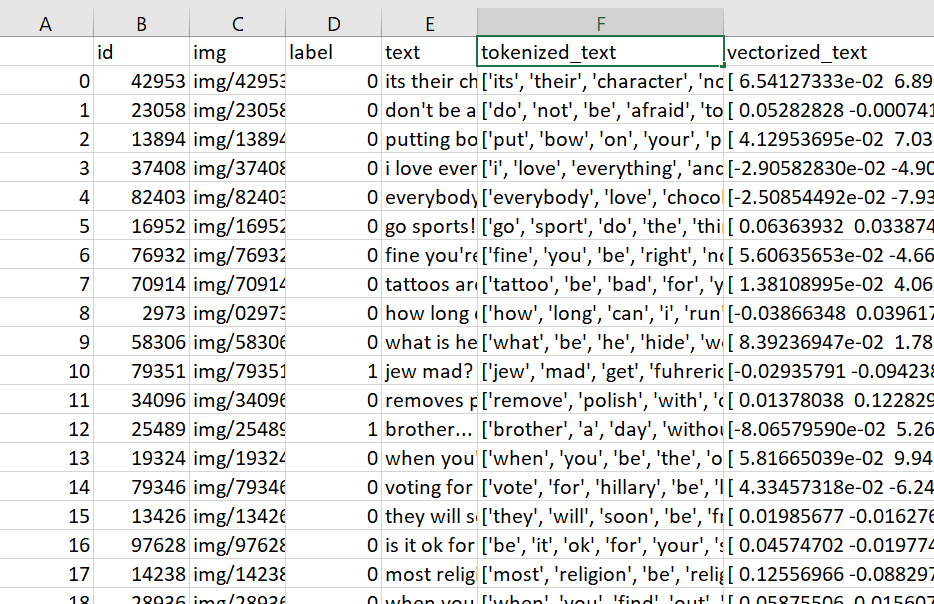 A B C D E F
id img label text tokenized_text vectorized_text
0 42953 img/42953 0 its their ch ['its', 'their', 'character', 'no [ 6.54127333e-02 6.89
1 23058 img/23058 0 don't be a ['do', 'not', 'be', 'afraid', 'to [ 0.05282828 -0.000741
2 13894 img/13894 0 putting bo ['put', 'bow', 'on', 'your', 'p [ 4.12953695e-02 7.03
3 37408 img/37408 0 i love ever ['i', 'love', 'everything', 'and [-2.90582830e-02 -4.90
4 82403 img/82403 0 everybody ['everybody', 'love', 'choco [-2.50854492e-02 -7.93
5 16952 img/16952 0 go sports! ['go', 'sport', 'do', 'the', 'thi [ 0.06363932 0.033874
6 76932 img/76932 0 fine you're ['fine', 'you', 'be', 'right', 'no [ 5.60635653e-02 -4.66
7 70914 img/70914 0 tattoos are ['tattoo', 'be', 'bad', 'for', 'y [ 1.38108995e-02 4.06
8 2973 img/02973 0 how long ['how', 'long', 'can', 'i', 'run' [-0.03866348 0.039617
9 58306 img/58306 0 what is he ['what', 'be', 'he', 'hide', 'w [ 8.39236947e-02 1.78
10 79351 img/79351 1 jew mad? ['jew', 'mad', 'get', 'fuhreric [-0.02935791 -0.094238
11 34096 img/34096 0 removes p ['remove', 'polish', 'with', ' [ 0.01378038 0.122829
12 25489 img/25489 1 brother... ['brother', 'a', 'day', 'withou [-8.06579590e-02 5.26
13 19324 img/19324 0 when you' ['when', 'you', 'be', 'the', 'o [ 5.81665039e-02 9.94
14 79346 img/79346 0 voting for ['vote', 'for', 'hillary', 'be', 'l [ 4.33457318e-02 -6.24
15 13426 img/13426 0 they will s ['they', 'will', 'soon', 'be', 'fr [ 0.01985677 -0.016276
16 97628 img/97628 0 is it ok for ['be', 'it', 'ok', 'for', 'your', 's [ 0.04574702 -0.019774
17 14238 img/14238 0 most relig ['most', 'religion', 'be', 'relig [ 0.12556966 -0.088297
18 28936 img/28936 0 when you ['when', 'you', 'find', 'out', ' [ 0.05875506 0.015607